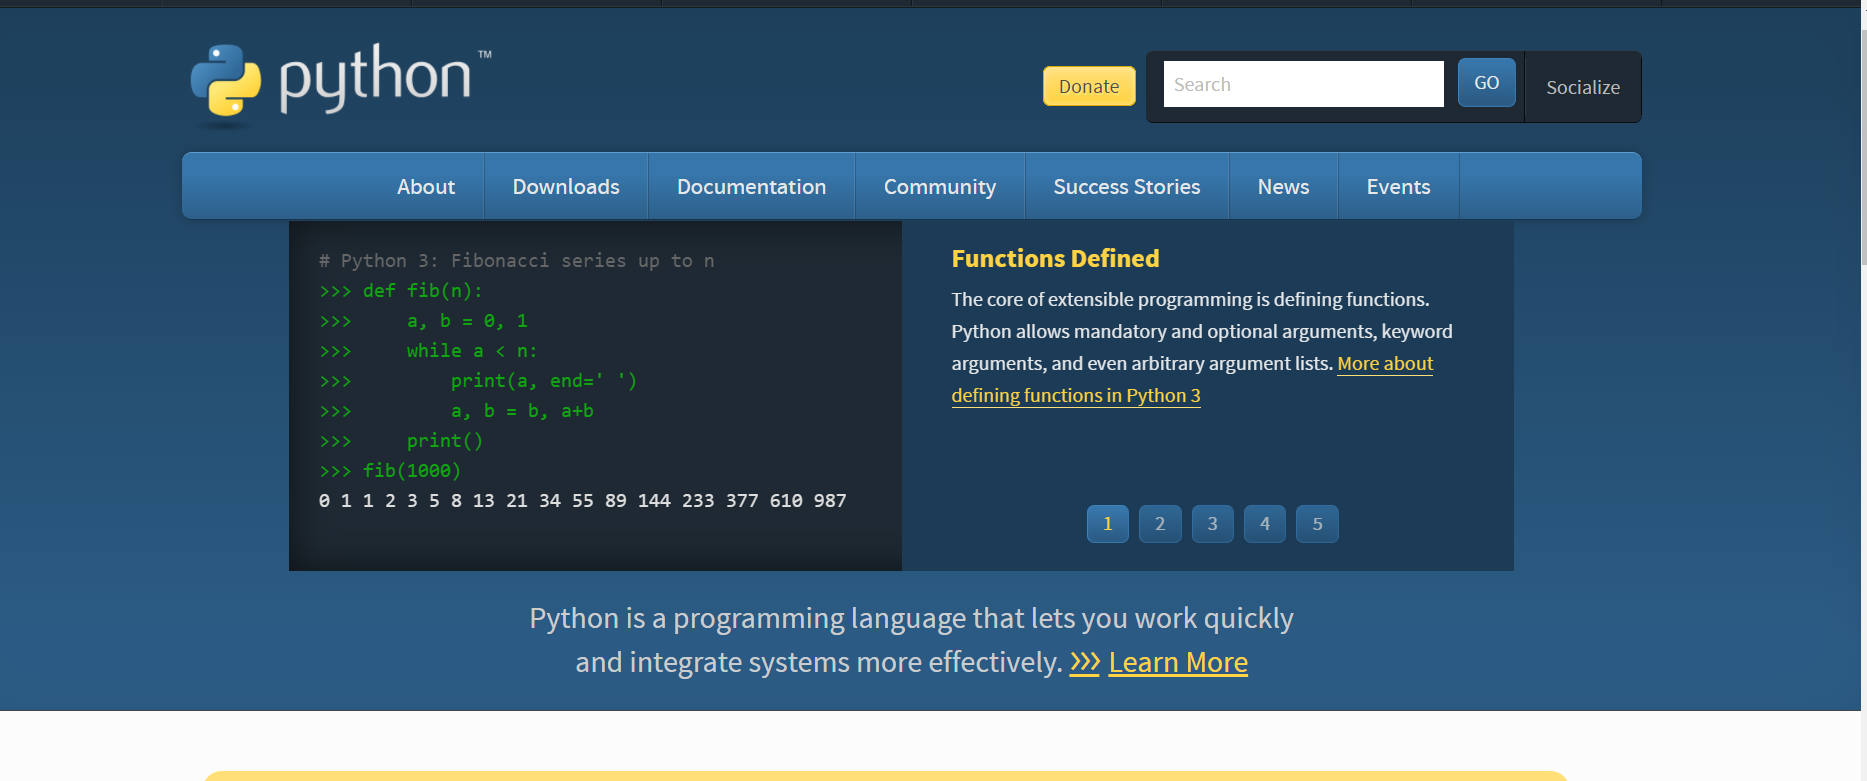 python™
Donate
Search
GO
Socialize
About Downloads Documentation Community Success Stories News Events
# Python 3: Fibonacci series up to n
>>> def fib(n):
>>>     a, b = 0, 1
>>>     while a < n:
>>>         print(a, end=' ')
>>>         a, b = b, a+b
>>>     print()
>>> fib(1000)
0 1 1 2 3 5 8 13 21 34 55 89 144 233 377 610 987
Functions Defined
The core of extensible programming is defining functions.
Python allows mandatory and optional arguments, keyword
arguments, and even arbitrary argument lists. More about
defining functions in Python 3
1 2 3 4 5
Python is a programming language that lets you work quickly
and integrate systems more effectively. >>> Learn More